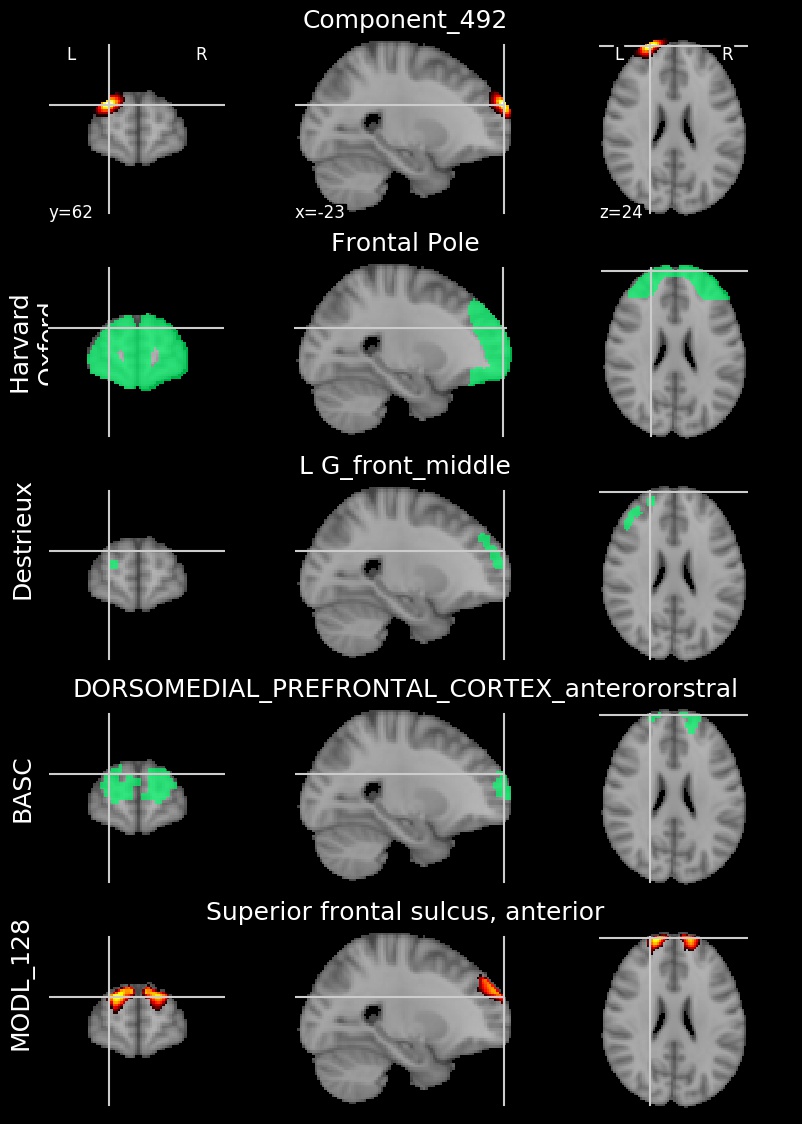 Component_492
L R
L R
y=62
x=-23
z=24
Frontal Pole
Harvard
L G_front_middle
Destrieux
DORSOMEDIAL_PREFRONTAL_CORTEX_anterororstral
BASC
Superior frontal sulcus, anterior
MODL_128